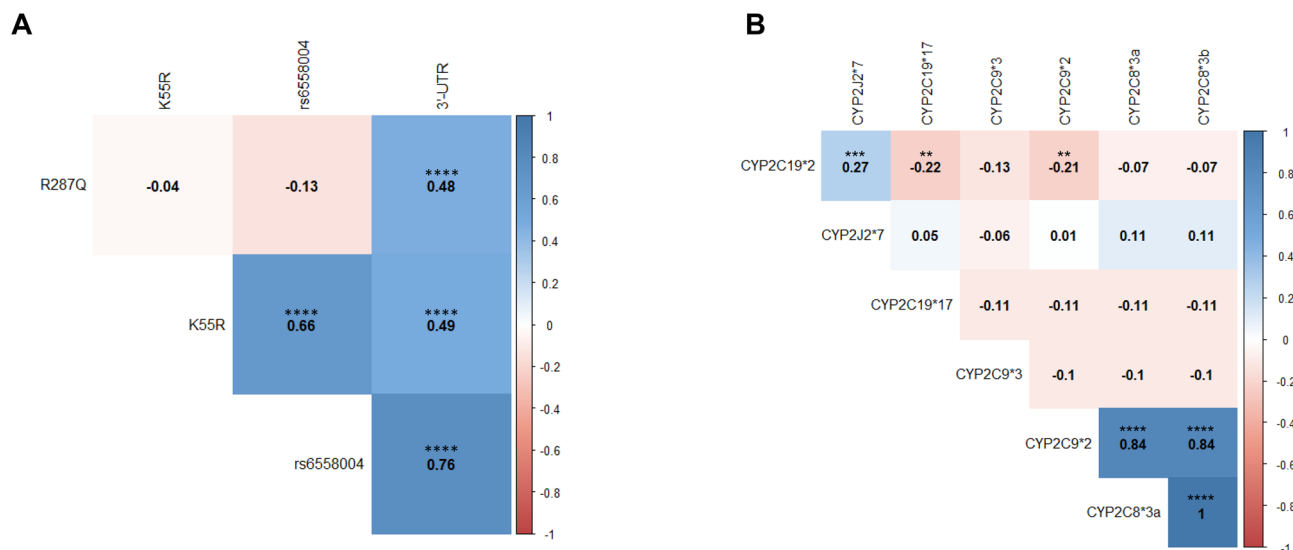 A
K55R
rs6558004
3'-UTR
R287Q
-0.04
-0.13
****
0.48
K55R
****
0.66
****
0.49
rs6558004
****
0.76
1
0.8
0.6
0.4
0.2
0
-0.2
-0.4
-0.6
-0.8
-1
B
CYP2J2*7
CYP2C19*17
CYP2C9*3
CYP2C9*2
CYP2C8*3a
CYP2C8*3b
CYP2C19*2
***
0.27
**
-0.22
-0.13
**
-0.21
-0.07
-0.07
CYP2J2*7
0.05
-0.06
0.01
0.11
0.11
CYP2C19*17
-0.11
-0.11
-0.11
-0.11
CYP2C9*3
-0.1
-0.1
-0.1
CYP2C9*2
****
0.84
****
0.84
CYP2C8*3a
****
1
1
0.8
0.6
0.4
0.2
0
-0.2
-0.4
-0.6
-0.8
-1